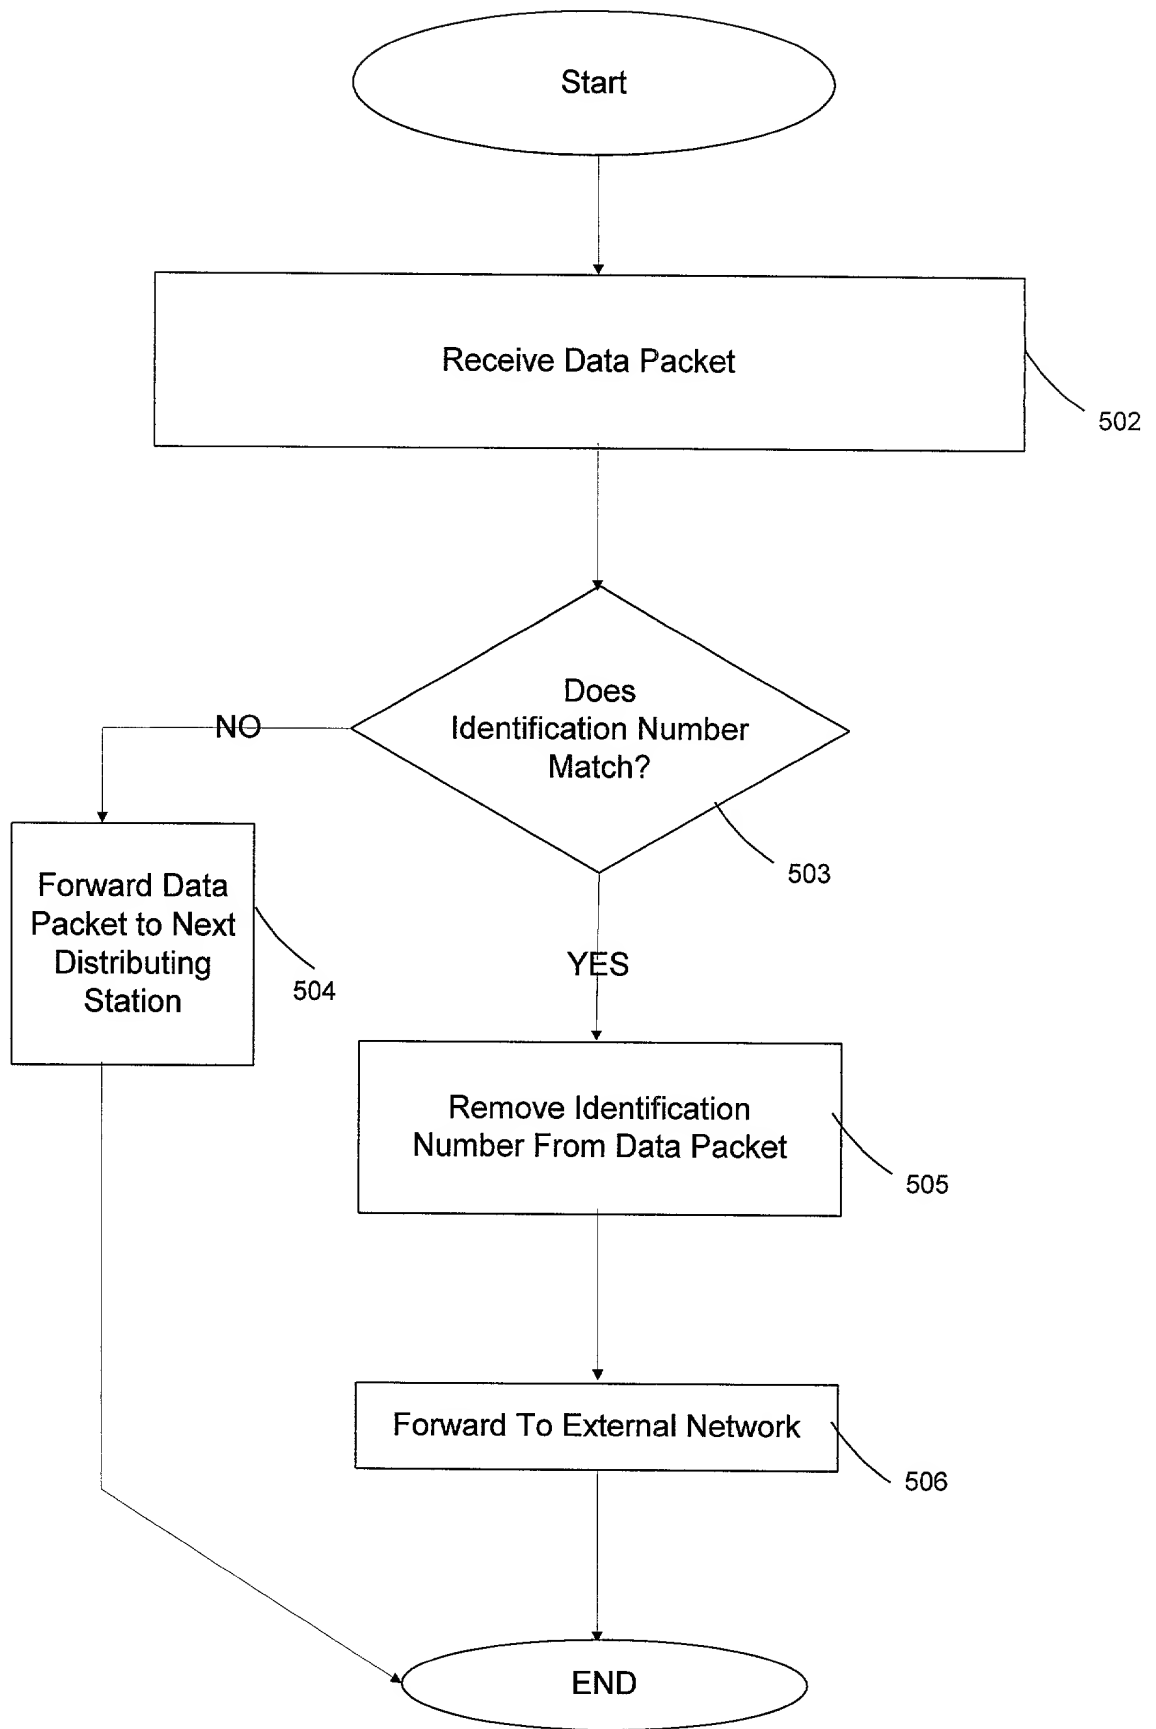 Start
Receive Data Packet
502
Does
Identification Number
Match?
NO
503
Forward Data
Packet to Next
Distributing
Station
504
YES
Remove Identification
Number From Data Packet
505
Forward To External Network
506
END